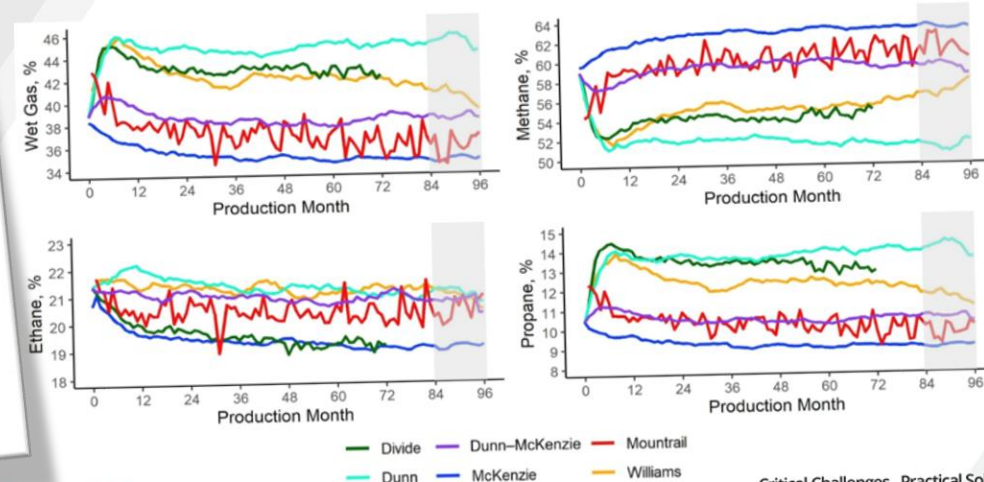 Wet Gas, %
46
44
42
40
38
36
34
0 12 24 36 48 60 72 84 96
Production Month
Methane, %
64
62
60
58
56
54
52
50
0 12 24 36 48 60 72 84 96
Production Month
Ethane, %
23
22
21
20
19
18
0 12 24 36 48 60 72 84 96
Production Month
Propane, %
15
14
13
12
11
10
9
8
0 12 24 36 48 60 72 84 96
Production Month
Divide Dunn–McKenzie Mountrail
Dunn McKenzie Williams
Critical Challenges. Practical